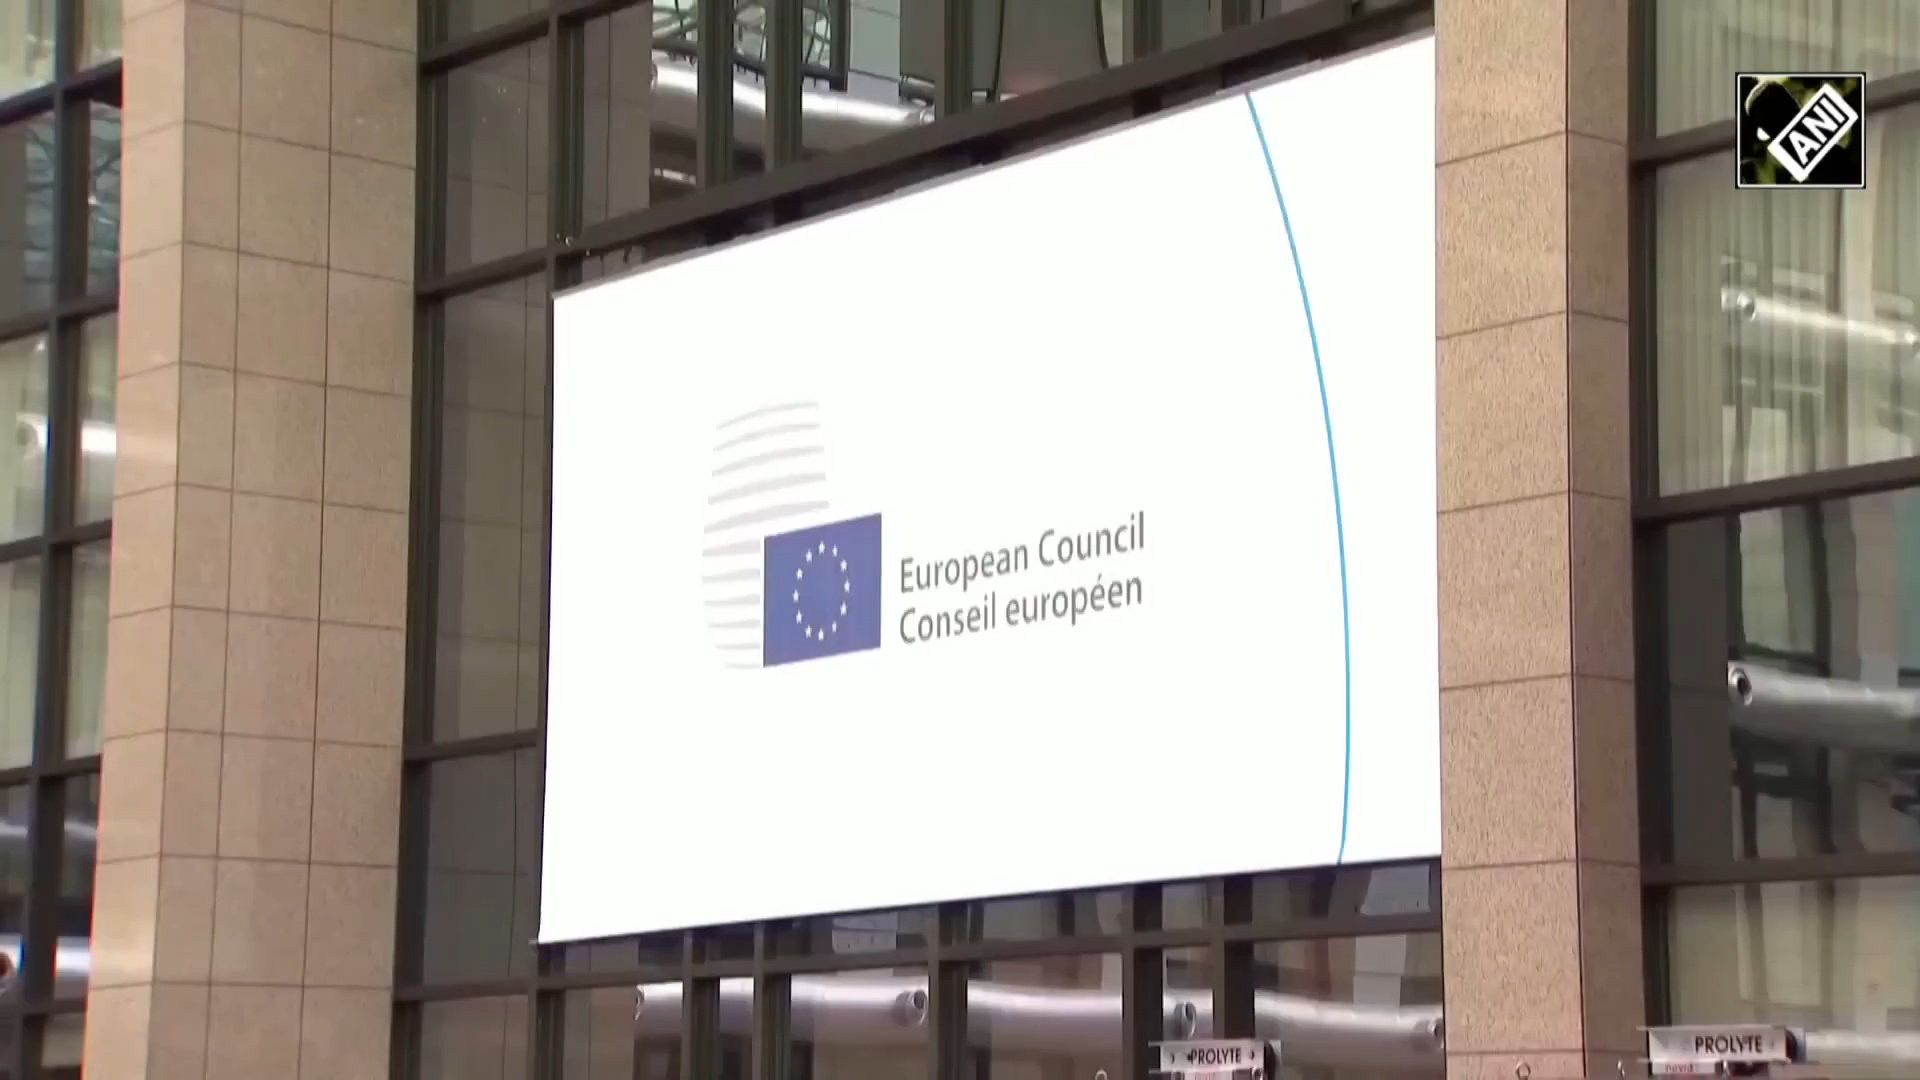 ANI
European Council
Conseil européen
PROLYTE
PROLYTE